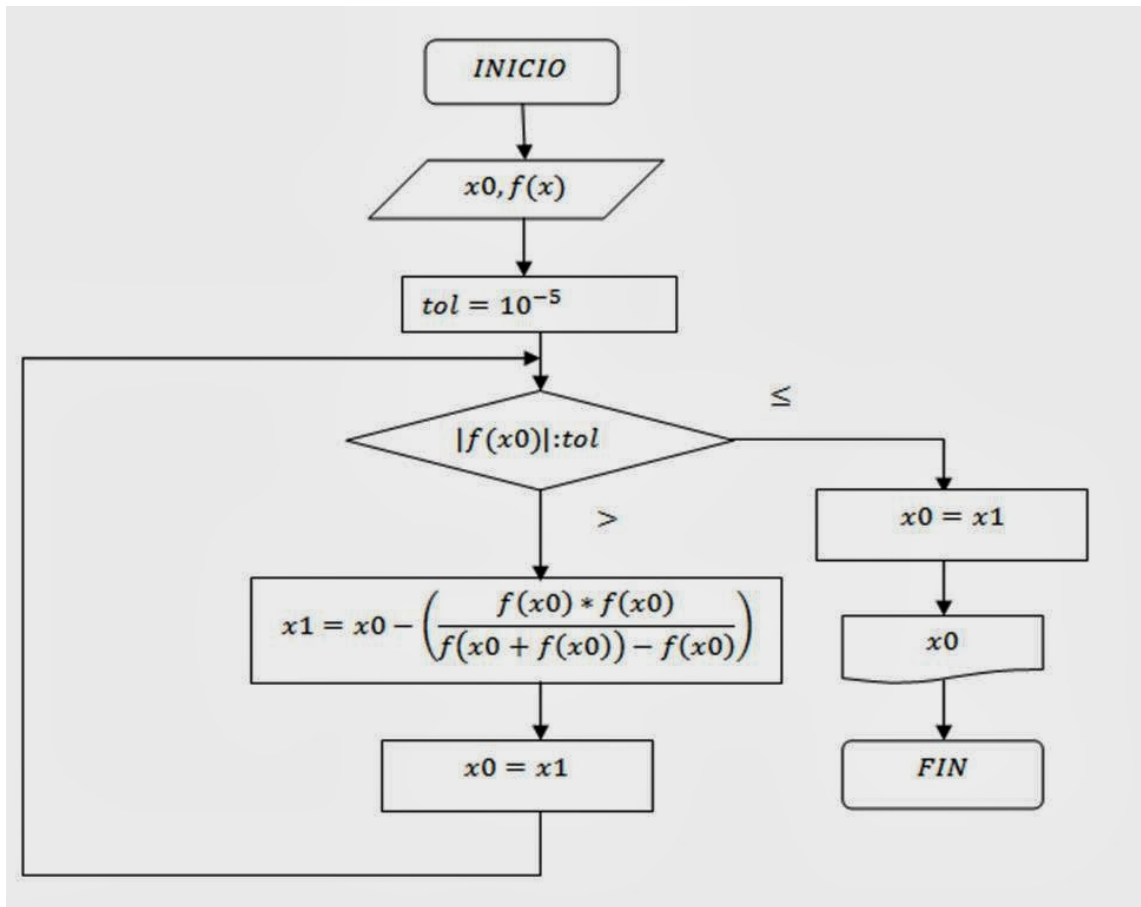 INICIO
x0, f(x)
tol = 10⁻⁵
|f(x0)|:tol
≤
>
x0 = x1
x1 = x0 − (f(x0) * f(x0) / f(x0 + f(x0)) − f(x0))
x0
x0 = x1
FIN